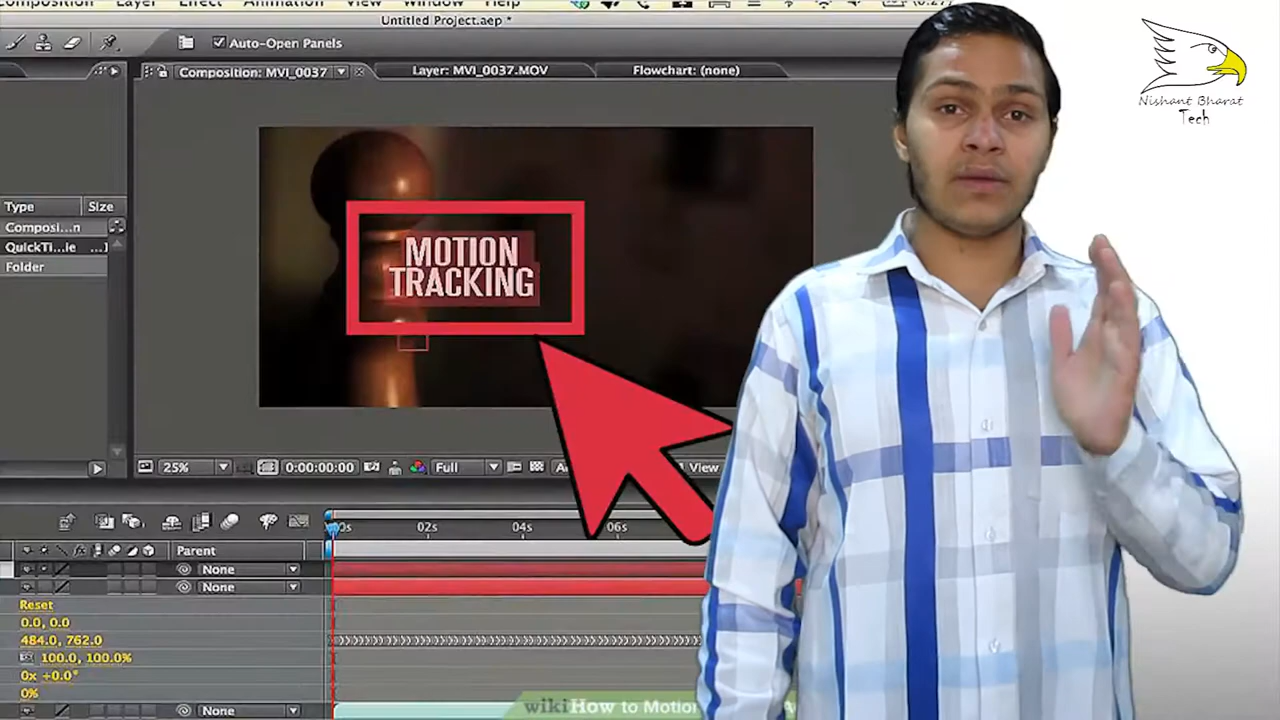 Composition Layer Effect Animation View Window Help
Untitled Project.aep *
Auto-Open Panels
Composition: MVI_0037
Layer: MVI_0037.MOV
Flowchart: (none)
Nishant Bharat
Tech
Type Size
Composi...n
QuickTi...ie ...)
Folder
MOTION
TRACKING
25%
0:00:00:00
Full
1 View
02s 04s 06s
Parent
None
None
Reset
0.0, 0.0
484.0, 762.0
100.0, 100.0%
0x +0.0°
0%
None
wikiHow to Motion